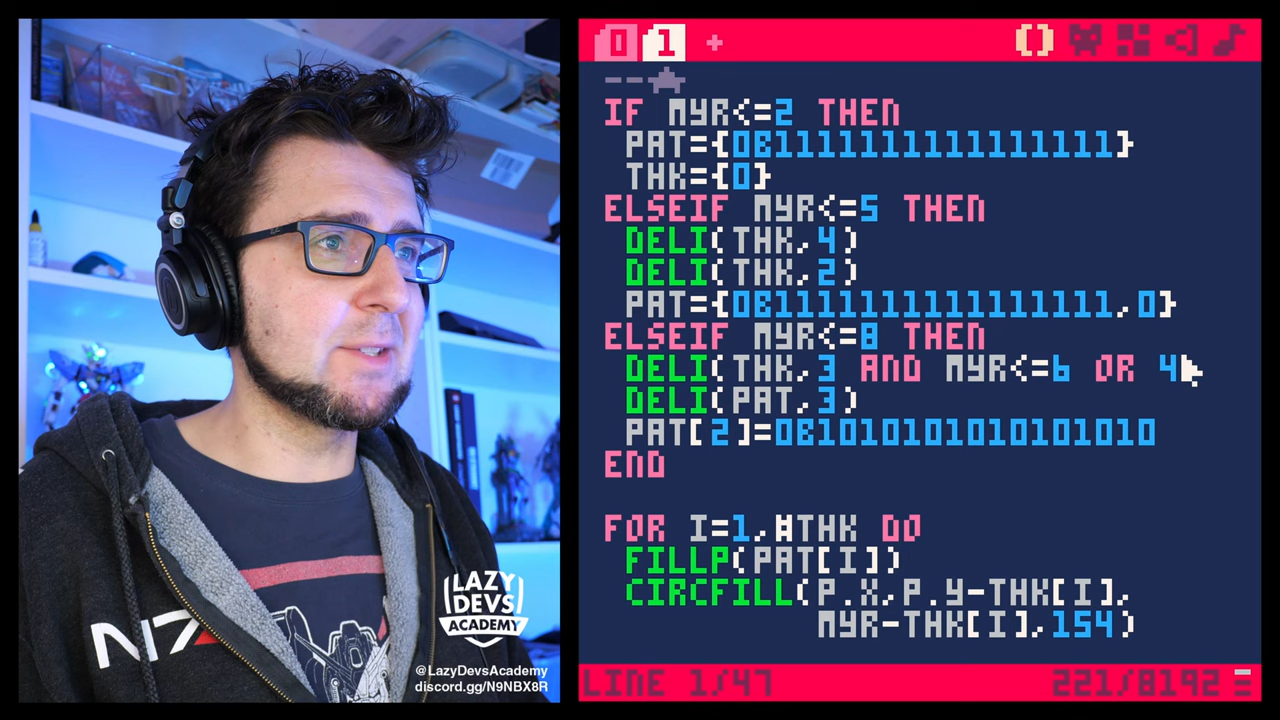 N7
LAZY
DEVS
ACADEMY
@LazyDevsAcademy
discord.gg/N9NBX8R
0 1 +
--
IF MYR<=2 THEN
PAT={0B1111111111111111}
THK={0}
ELSEIF MYR<=5 THEN
DELI(THK,4)
DELI(THK,2)
PAT={0B1111111111111111,0}
ELSEIF MYR<=8 THEN
DELI(THK,3 AND MYR<=6 OR 4
DELI(PAT,3)
PAT[2]=0B1010101010101010
END
FOR I=1,#THK DO
FILLP(PAT[I])
CIRCFILL(P.X,P.Y-THK[I],
MYR-THK[I],154)
LINE 1/47
221/8192